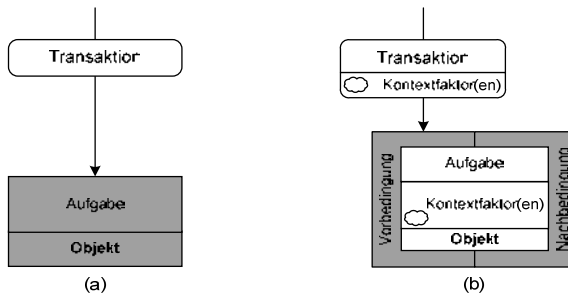 Transaktion
Aufgabe
Objekt
(a)
Transaktion
Kontextfaktor(en)
Vorbedingung
Aufgabe
Kontextfaktor(en)
Objekt
Nachbedingung
(b)